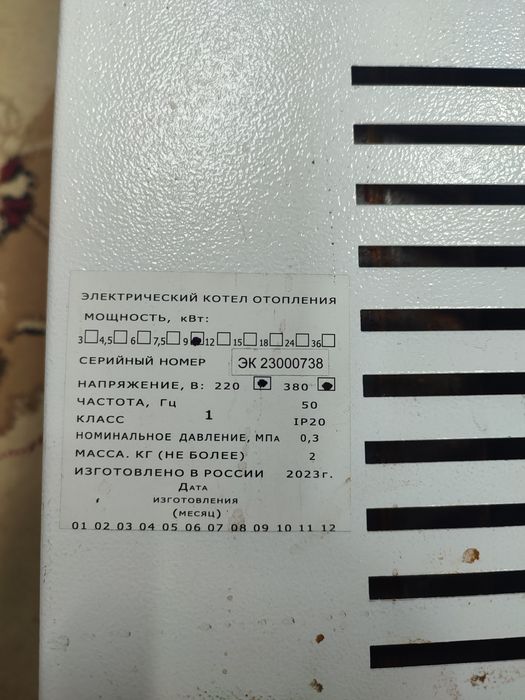 ЭЛЕКТРИЧЕСКИЙ КОТЕЛ ОТОПЛЕНИЯ
МОЩНОСТЬ, кВт:
3 4,5 6 7,5 9 12 15 18 24 36
СЕРИЙНЫЙ НОМЕР ЭК 23000738
НАПРЯЖЕНИЕ, В: 220 380
ЧАСТОТА, Гц 50
КЛАСС 1 IP20
НОМИНАЛЬНОЕ ДАВЛЕНИЕ, МПА 0,3
МАССА. КГ (НЕ БОЛЕЕ) 2
ИЗГОТОВЛЕНО В РОССИИ 2023г.
ДАТА
ИЗГОТОВЛЕНИЯ
(МЕСЯЦ)
01 02 03 04 05 06 07 08 09 10 11 12